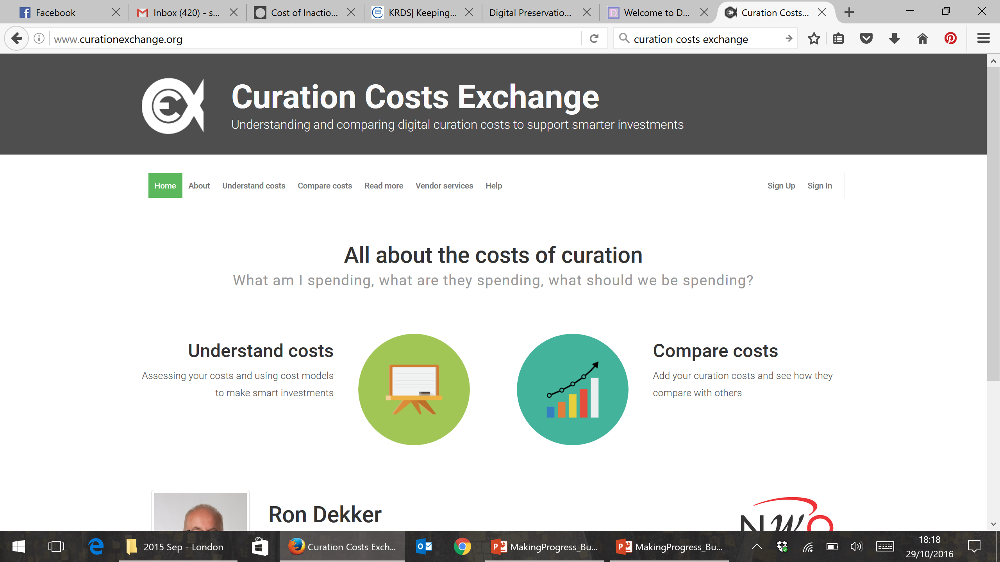 Facebook
Inbox (420) - s...
Cost of Inactio...
KRDS| Keeping...
Digital Preservatio...
Welcome to D...
Curation Costs...
www.curationexchange.org
curation costs exchange
Curation Costs Exchange
Understanding and comparing digital curation costs to support smarter investments
Home About Understand costs Compare costs Read more Vendor services Help Sign Up Sign In
All about the costs of curation
What am I spending, what are they spending, what should we be spending?
Understand costs
Assessing your costs and using cost models
to make smart investments
Compare costs
Add your curation costs and see how they
compare with others
Ron Dekker
NWO
2015 Sep - London
Curation Costs Exch...
MakingProgress_Bu...
MakingProgress_Bu...
18:18
29/10/2016